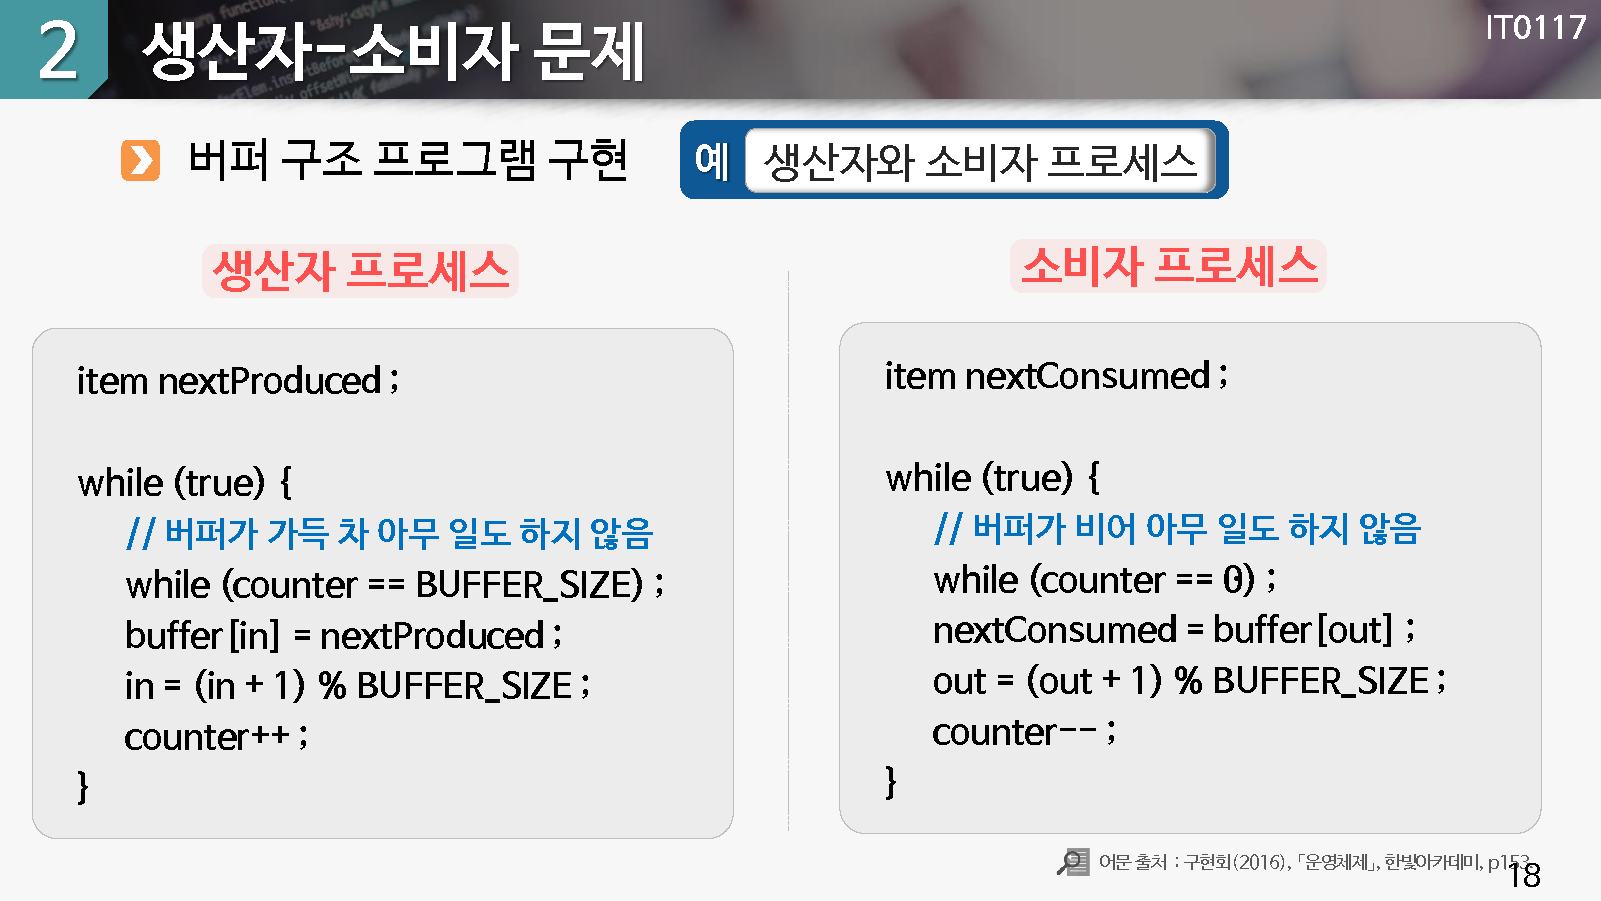 2 생산자-소비자 문제
IT0117
버퍼 구조 프로그램 구현
예 생산자와 소비자 프로세스
생산자 프로세스
item nextProduced;
while (true) {
// 버퍼가 가득 차 아무 일도 하지 않음
while (counter == BUFFER_SIZE);
buffer[in] = nextProduced;
in = (in + 1) % BUFFER_SIZE;
counter++;
}
소비자 프로세스
item nextConsumed;
while (true) {
// 버퍼가 비어 아무 일도 하지 않음
while (counter == 0);
nextConsumed = buffer[out];
out = (out + 1) % BUFFER_SIZE;
counter--;
}
어문 출처 : 구현회(2016), 「운영체제」, 한빛아카데미, p153
18